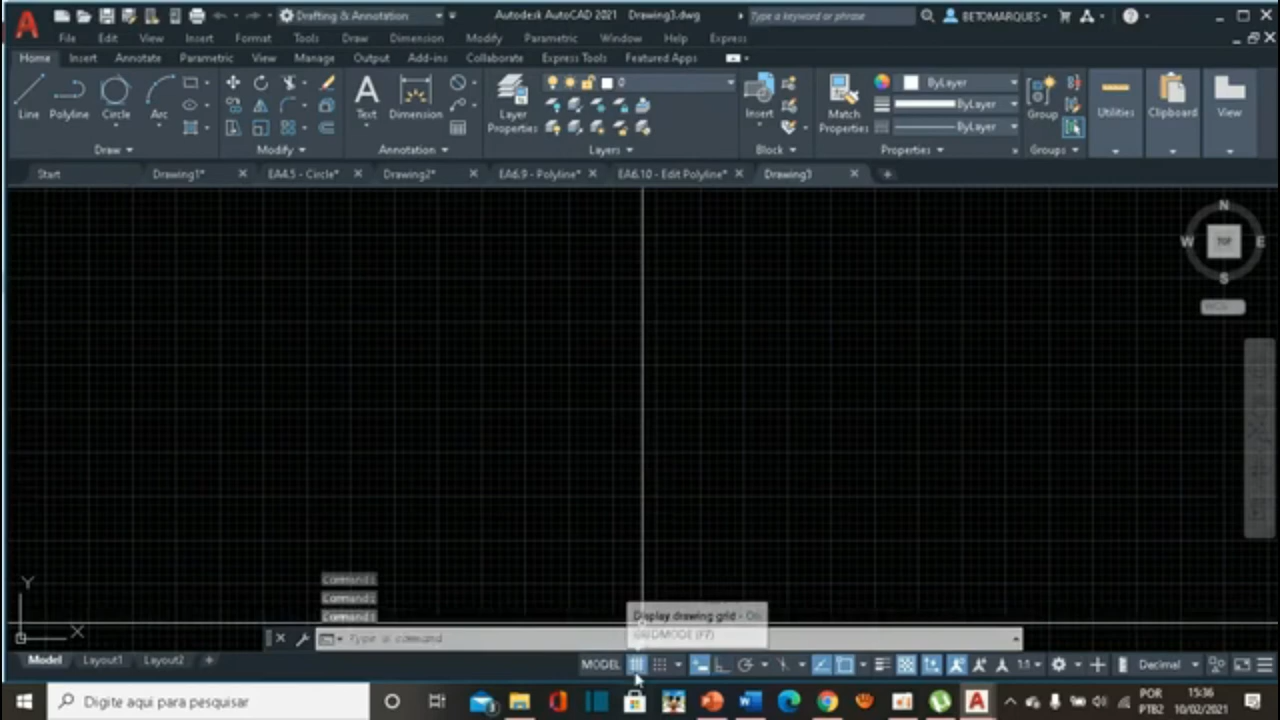 Drafting & Annotation Autodesk AutoCAD 2021 Drawing3.dwg Type a keyword or phrase BETOMARQUES
File Edit View Insert Format Tools Draw Dimension Modify Parametric Window Help Express
Home Insert Annotate Parametric View Manage Output Add-ins Collaborate Express Tools Featured Apps
0 ByLayer
ByLayer
Line Polyline Circle Arc Text Dimension Layer Properties Insert Match Properties ByLayer Group Utilities Clipboard View
Draw Modify Annotation Layers Block Properties Groups
Start Drawing1* EA4.5 - Circle* Drawing2* EA6.9 - Polyline* EA6.10 - Edit Polyline* Drawing3
N
W TOP E
S
WCS
Y
X
Command:
Command:
Command:
Display drawing grid -
GRIDMODE (F7)
Type a command
Model Layout1 Layout2 + MODEL 1:1 Decimal
Digite aqui para pesquisar
POR 15:36
PTB2 10/02/2021